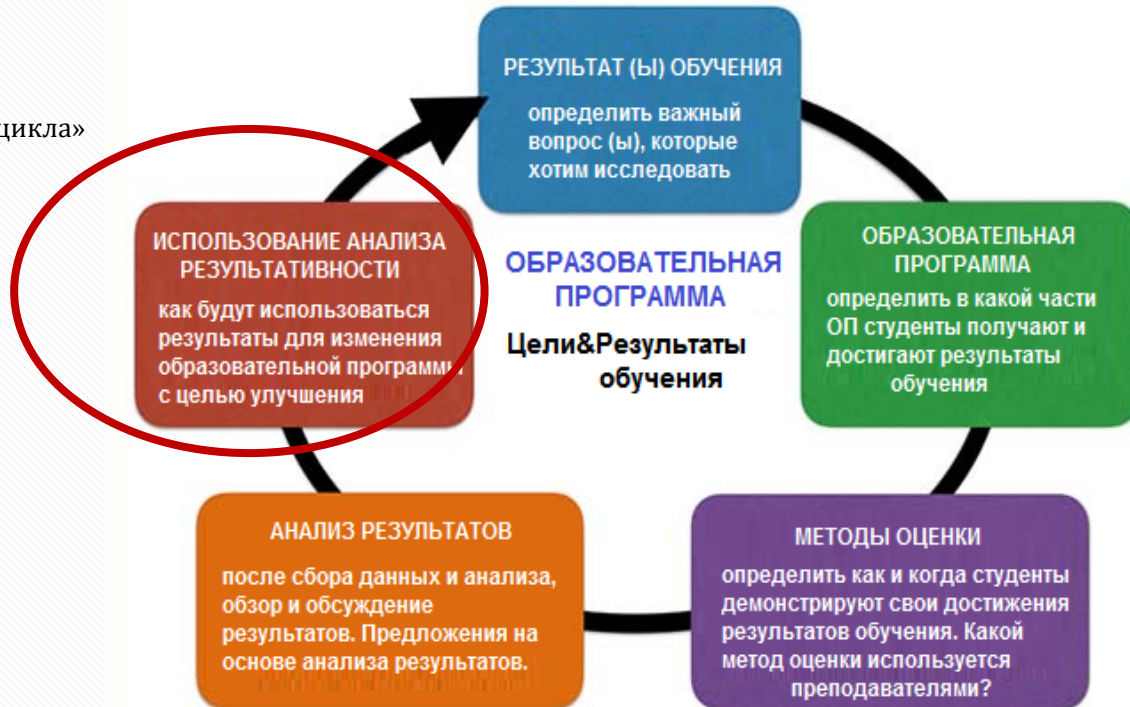 цикла»
РЕЗУЛЬТАТ (Ы) ОБУЧЕНИЯ
определить важный
вопрос (ы), которые
хотим исследовать
ОБРАЗОВАТЕЛЬНАЯ
ПРОГРАММА
определить в какой части
ОП студенты получают и
достигают результаты
обучения
МЕТОДЫ ОЦЕНКИ
определить как и когда студенты
демонстрируют свои достижения
результатов обучения. Какой
метод оценки используется
преподавателями?
АНАЛИЗ РЕЗУЛЬТАТОВ
после сбора данных и анализа,
обзор и обсуждение
результатов. Предложения на
основе анализа результатов.
ИСПОЛЬЗОВАНИЕ АНАЛИЗА
РЕЗУЛЬТАТИВНОСТИ
как будут использоваться
результаты для изменения
образовательной программы
с целью улучшения
ОБРАЗОВАТЕЛЬНАЯ
ПРОГРАММА
Цели&Результаты
обучения